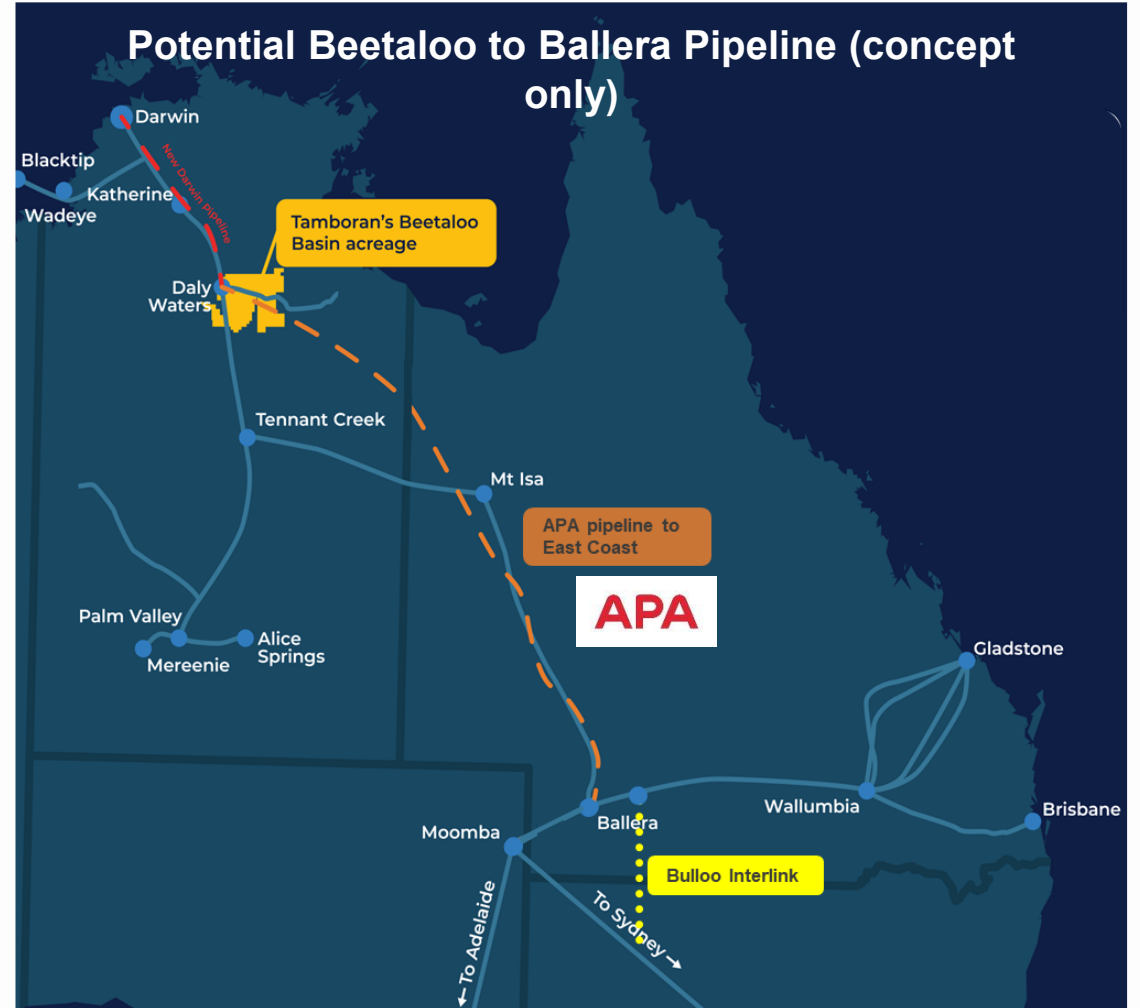 Potential Beetaloo to Ballera Pipeline (concept
only)
Darwin
Blacktip
New Darwin pipeline
Katherine
Wadeye
Tamboran's Beetaloo
Basin acreage
Daly
Waters
Tennant Creek
Mt Isa
APA pipeline to
East Coast
APA
Palm Valley
Alice
Springs
Mereenie
Gladstone
Wallumbia
Brisbane
Ballera
Moomba
Bulloo Interlink
To Adelaide
To Sydney